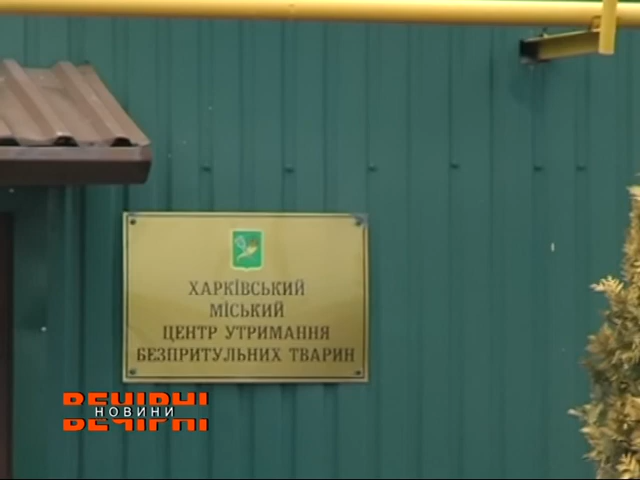 ХАРКІВСЬКИЙ
МІСЬКИЙ
ЦЕНТР УТРИМАННЯ
БЕЗПРИТУЛЬНИХ ТВАРИН
ВЕЧІРНІ
НОВИНИ